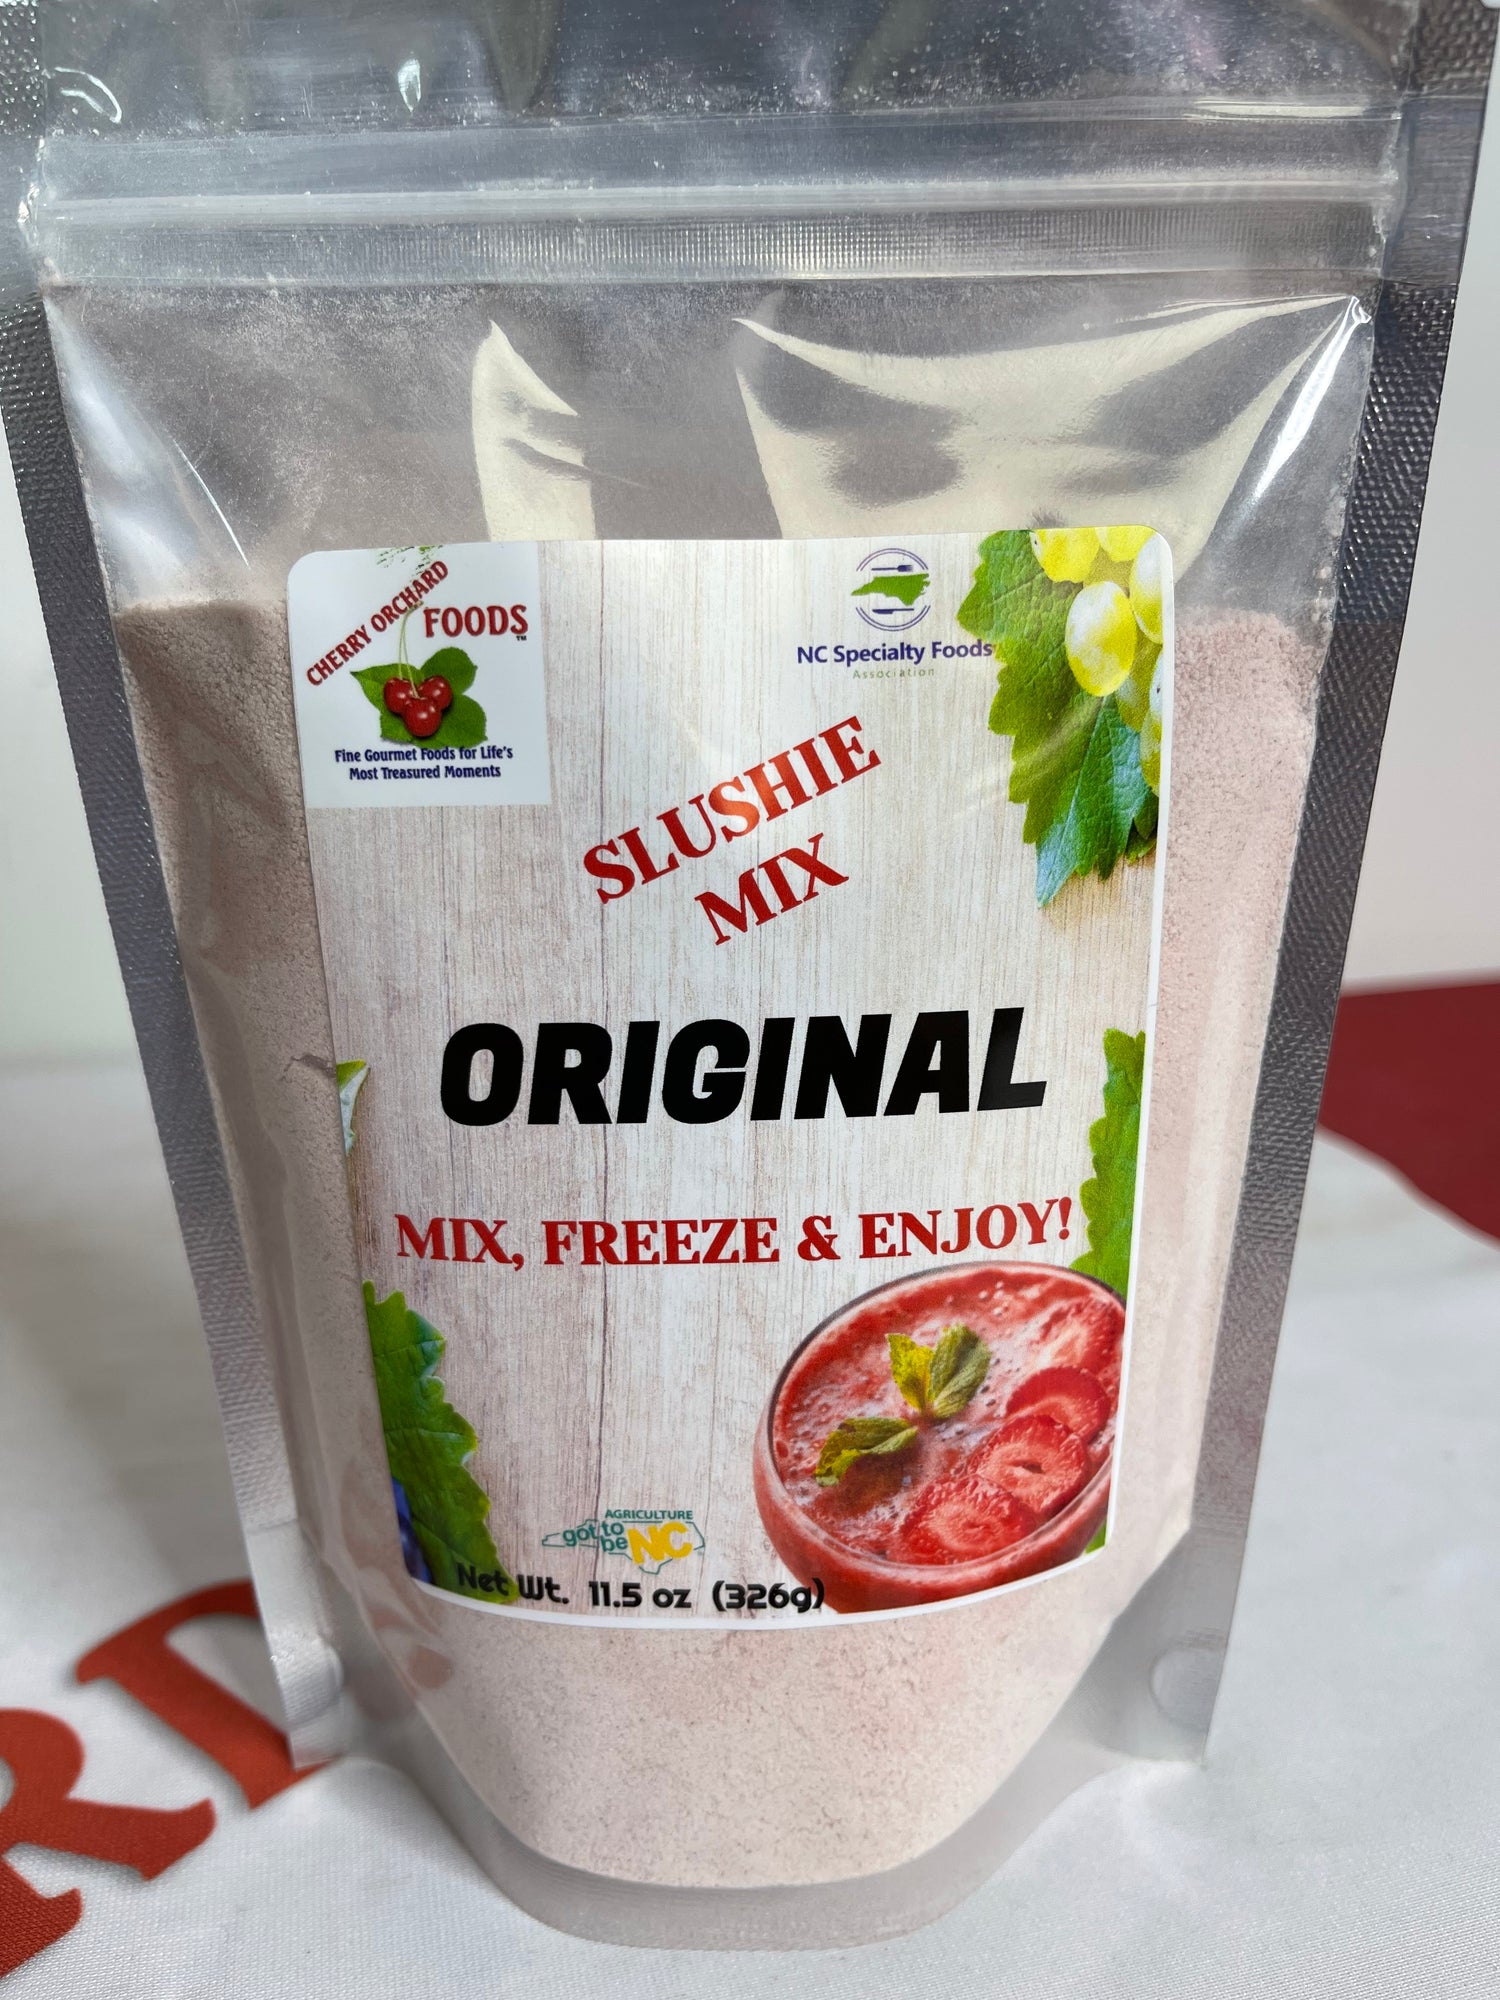 CHERRY ORCHARD
FOODS™
Fine Gourmet Foods for Life's
Most Treasured Moments
NC Specialty Foods
Association
SLUSHIE
MIX
ORIGINAL
MIX, FREEZE & ENJOY!
AGRICULTURE
got to be NC
Net Wt. 11.5 oz (326g)